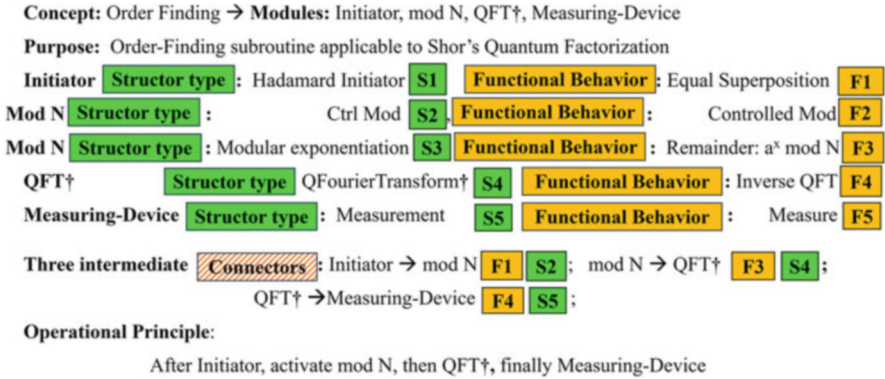 Concept: Order Finding → Modules: Initiator, mod N, QFT†, Measuring-Device
Purpose: Order-Finding subroutine applicable to Shor's Quantum Factorization
Initiator Structor type : Hadamard Initiator S1 Functional Behavior : Equal Superposition F1
Mod N Structor type : Ctrl Mod S2 , Functional Behavior : Controlled Mod F2
Mod N Structor type : Modular exponentiation S3 Functional Behavior : Remainder: aˣ mod N F3
QFT† Structor type QFourierTransform† S4 Functional Behavior : Inverse QFT F4
Measuring-Device Structor type : Measurement S5 Functional Behavior : Measure F5
Three intermediate Connectors : Initiator → mod N F1 S2 ; mod N → QFT† F3 S4 ;
QFT† →Measuring-Device F4 S5 ;
Operational Principle:
After Initiator, activate mod N, then QFT†, finally Measuring-Device